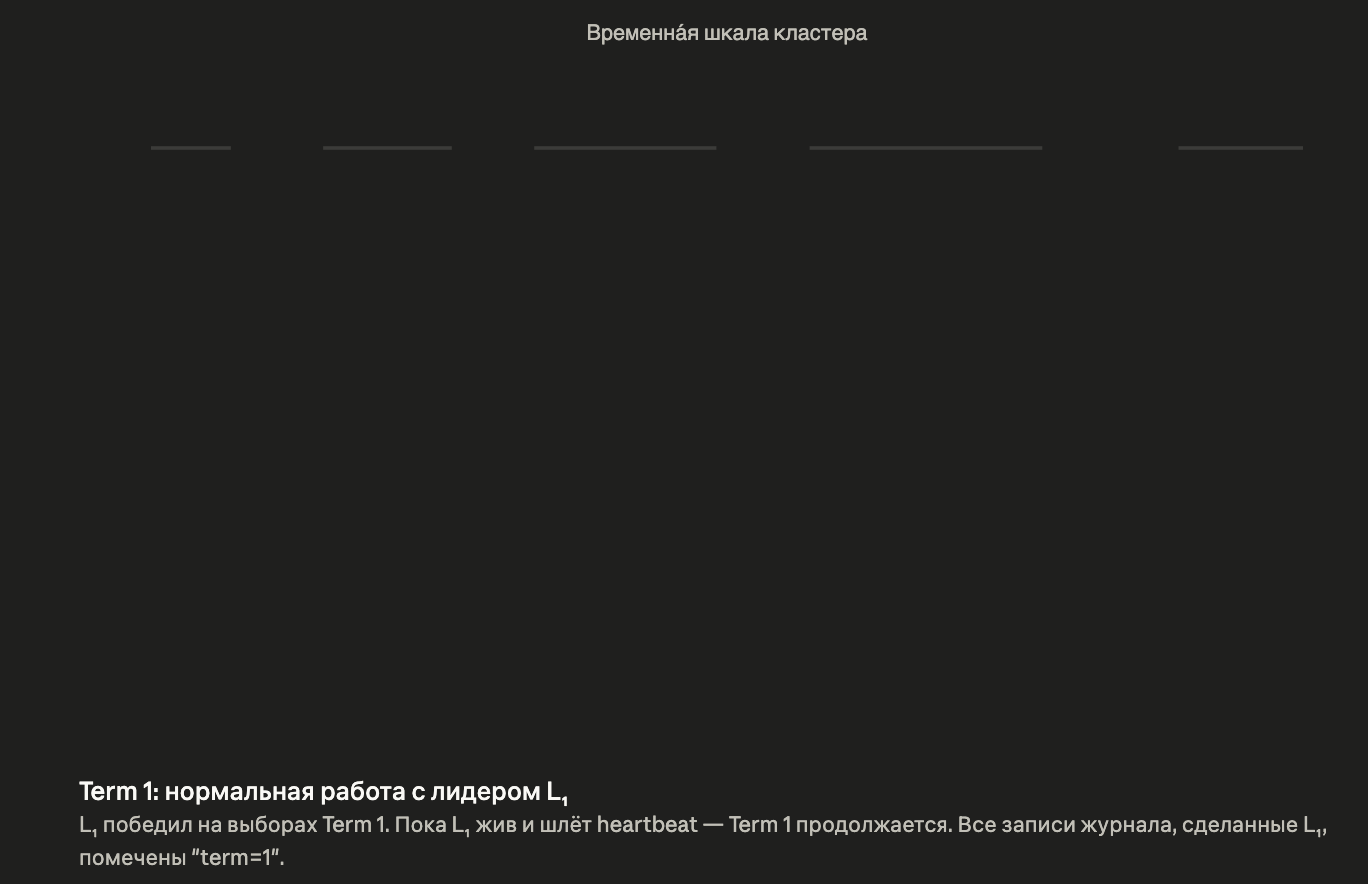 Временна́я шкала кластера
Term 1: нормальная работа с лидером L₁
L₁ победил на выборах Term 1. Пока L₁ жив и шлёт heartbeat — Term 1 продолжается. Все записи журнала, сделанные L₁,
помечены "term=1".